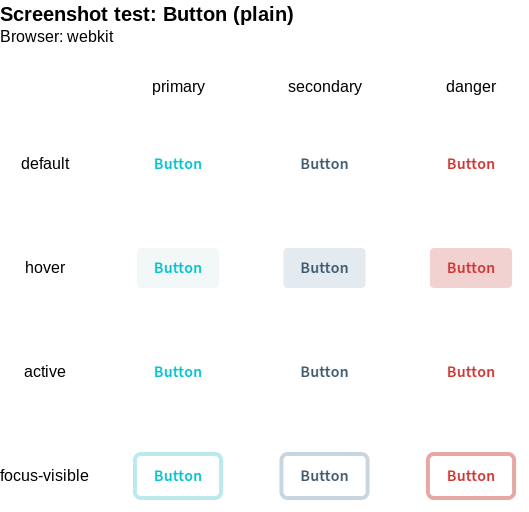 Screenshot test: Button (plain)
Browser: webkit
primary secondary danger
default Button Button Button
hover Button Button Button
active Button Button Button
focus-visible Button Button Button